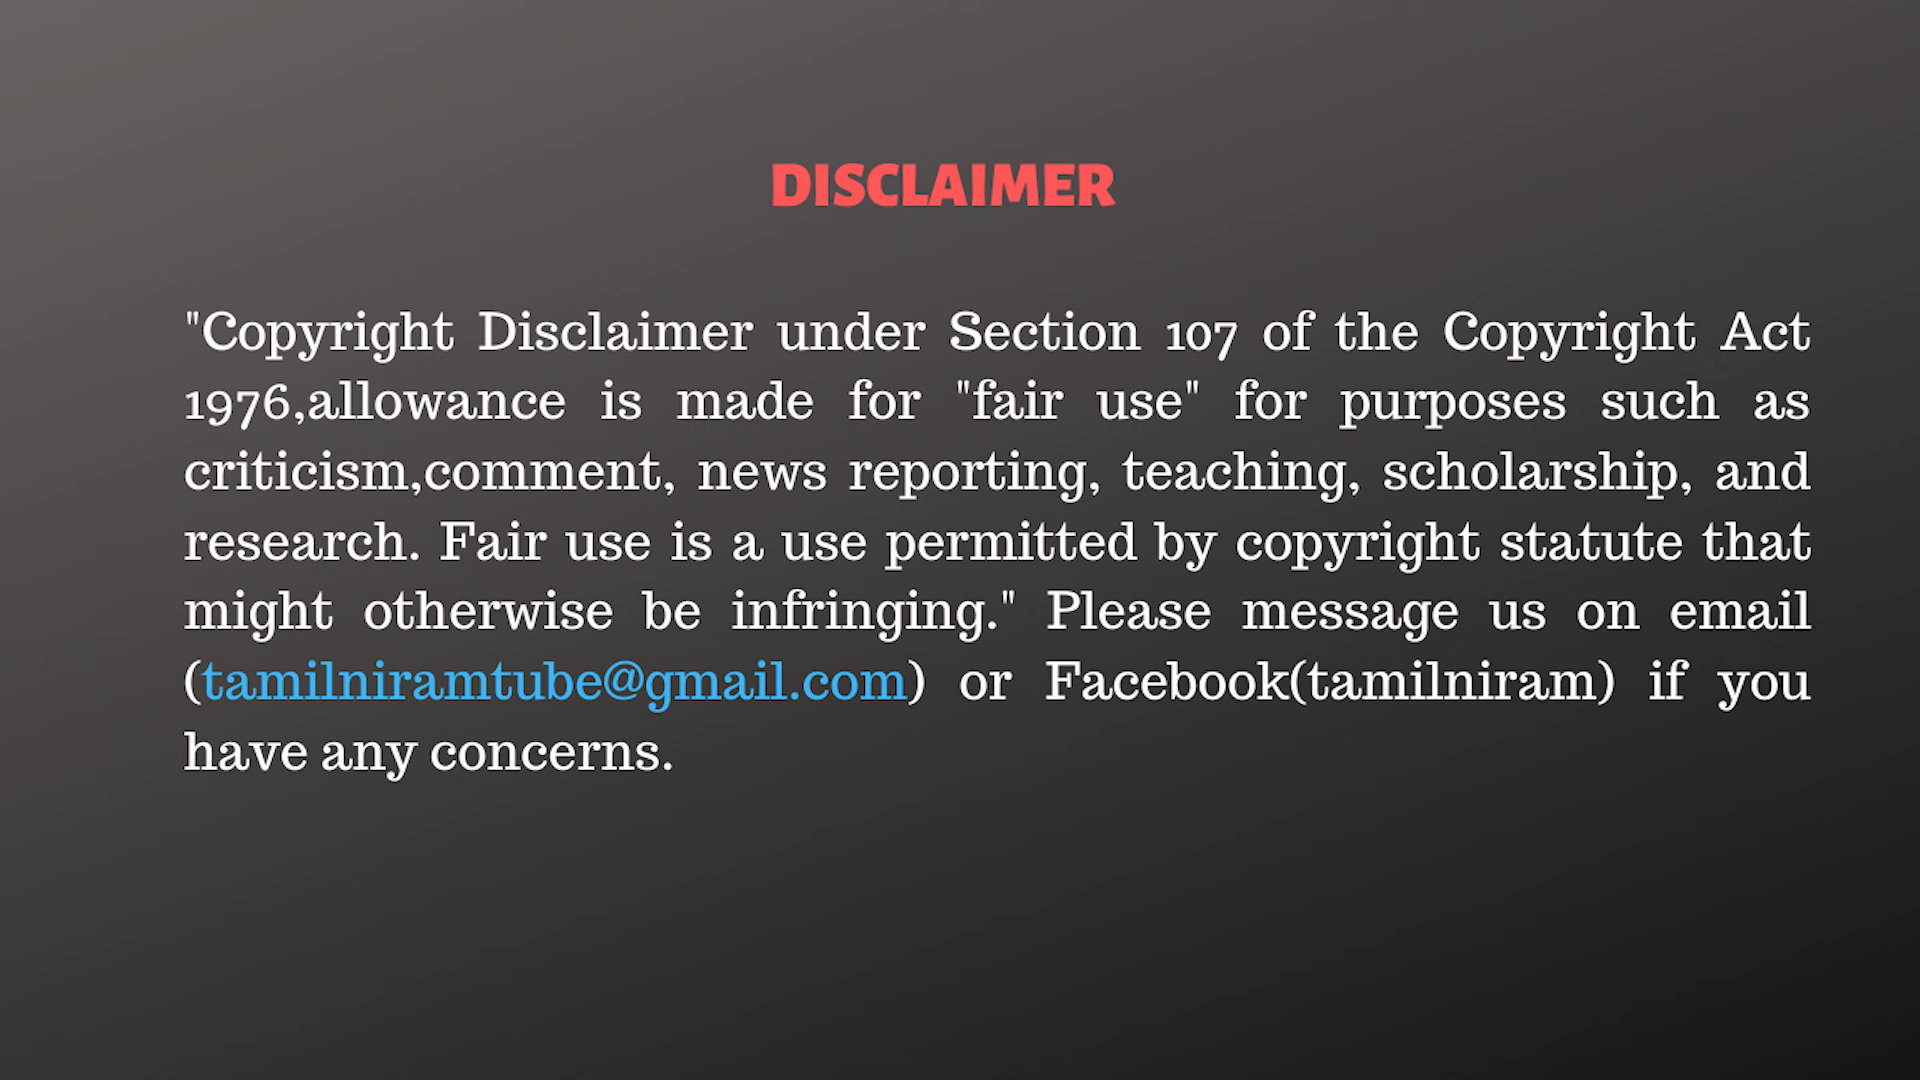 DISCLAIMER
"Copyright Disclaimer under Section 107 of the Copyright Act
1976,allowance is made for "fair use" for purposes such as
criticism,comment, news reporting, teaching, scholarship, and
research. Fair use is a use permitted by copyright statute that
might otherwise be infringing." Please message us on email
(tamilniramtube@gmail.com) or Facebook(tamilniram) if you
have any concerns.